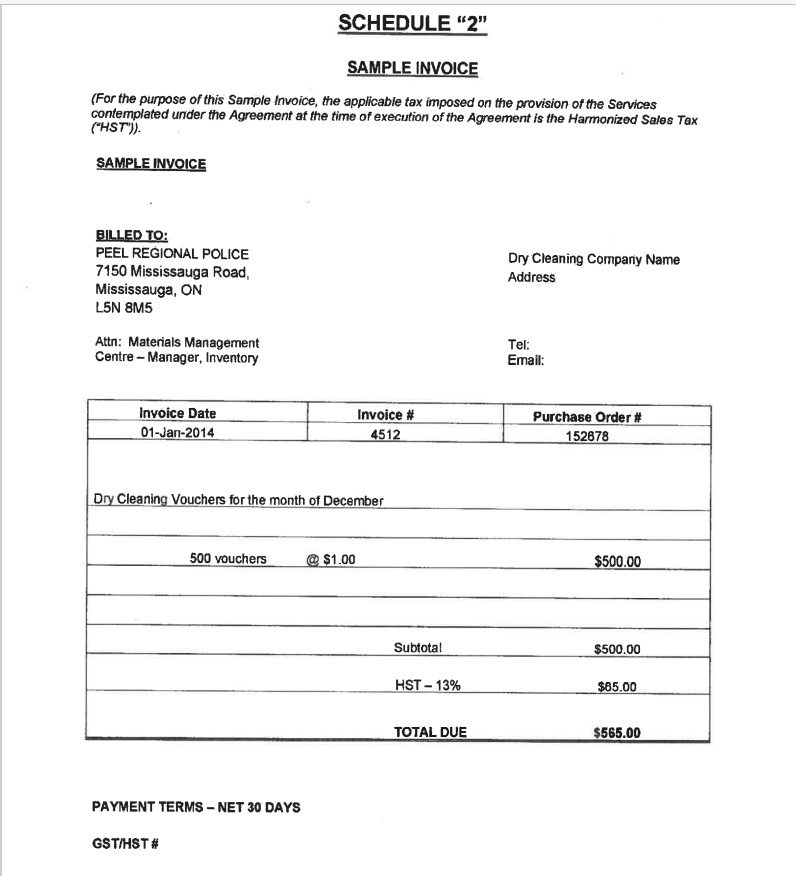 SCHEDULE “2”
SAMPLE INVOICE
(For the purpose of this Sample Invoice, the applicable tax imposed on the provision of the Services
contemplated under the Agreement at the time of execution of the Agreement is the Harmonized Sales Tax
("HST")).
SAMPLE INVOICE
BILLED TO:
PEEL REGIONAL POLICE
7150 Mississauga Road,
Mississauga, ON
L5N 8M5
Dry Cleaning Company Name
Address
Attn: Materials Management
Centre – Manager, Inventory
Tel:
Email:
Invoice Date Invoice # Purchase Order #
01-Jan-2014 4512 152678
Dry Cleaning Vouchers for the month of December
500 vouchers @ $1.00 $500.00
Subtotal $500.00
HST – 13% $65.00
TOTAL DUE $565.00
PAYMENT TERMS – NET 30 DAYS
GST/HST #